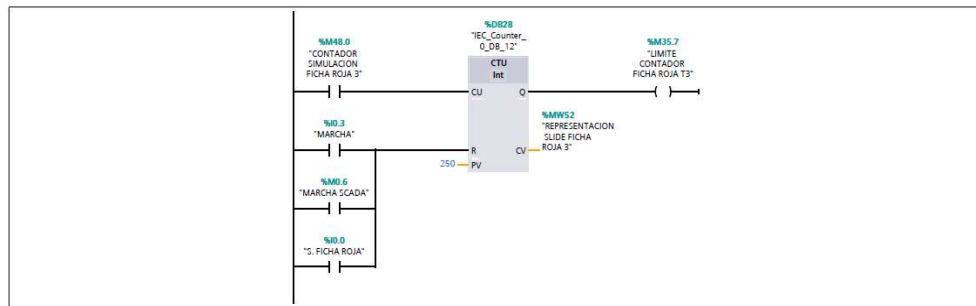 %DB28
"IEC_Counter_
0_DB_12"
%M48.0
"CONTADOR
SIMULACION
FICHA ROJA 3"
%M35.7
"LIMITE
CONTADOR
FICHA ROJA T3"
CTU
Int
CU
Q
%I0.3
"MARCHA"
%MW52
"REPRESENTACION
SLIDE FICHA
ROJA 3"
R
CV
250
PV
%M0.6
"MARCHA SCADA"
%I0.0
"S. FICHA ROJA"